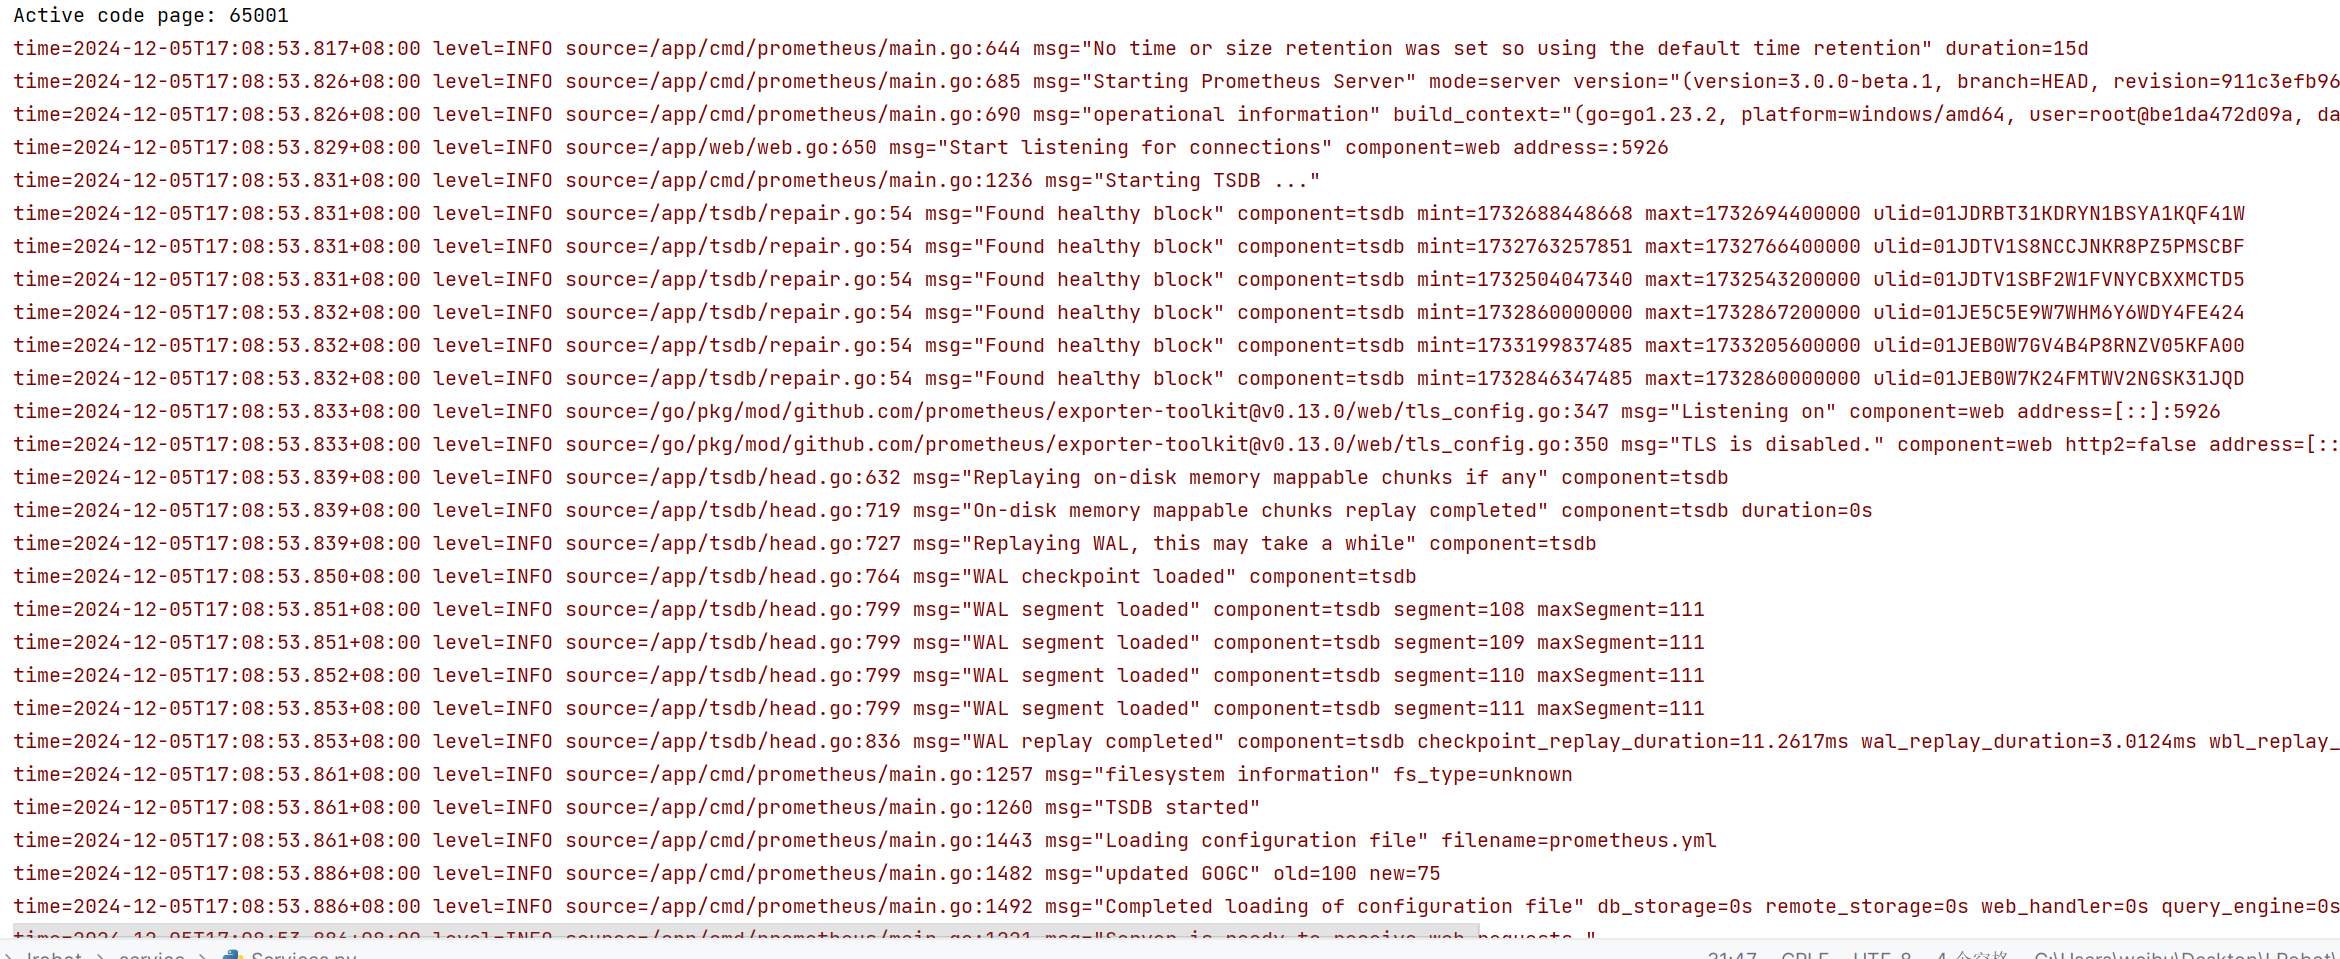 Active code page: 65001
time=2024-12-05T17:08:53.817+08:00 level=INFO source=/app/cmd/prometheus/main.go:644 msg="No time or size retention was set so using the default time retention" duration=15d
time=2024-12-05T17:08:53.826+08:00 level=INFO source=/app/cmd/prometheus/main.go:685 msg="Starting Prometheus Server" mode=server version="(version=3.0.0-beta.1, branch=HEAD, revision=911c3efb96
time=2024-12-05T17:08:53.826+08:00 level=INFO source=/app/cmd/prometheus/main.go:690 msg="operational information" build_context="(go=go1.23.2, platform=windows/amd64, user=root@be1da472d09a, da
time=2024-12-05T17:08:53.829+08:00 level=INFO source=/app/web/web.go:650 msg="Start listening for connections" component=web address=:5926
time=2024-12-05T17:08:53.831+08:00 level=INFO source=/app/cmd/prometheus/main.go:1236 msg="Starting TSDB ..."
time=2024-12-05T17:08:53.831+08:00 level=INFO source=/app/tsdb/repair.go:54 msg="Found healthy block" component=tsdb mint=1732688448668 maxt=1732694400000 ulid=01JDRBT31KDRYN1BSYA1KQF41W
time=2024-12-05T17:08:53.831+08:00 level=INFO source=/app/tsdb/repair.go:54 msg="Found healthy block" component=tsdb mint=1732763257851 maxt=1732766400000 ulid=01JDTV1S8NCCJNKR8PZ5PMSCBF
time=2024-12-05T17:08:53.831+08:00 level=INFO source=/app/tsdb/repair.go:54 msg="Found healthy block" component=tsdb mint=1732504047340 maxt=1732543200000 ulid=01JDTV1SBF2W1FVNYCBXXMCTD5
time=2024-12-05T17:08:53.832+08:00 level=INFO source=/app/tsdb/repair.go:54 msg="Found healthy block" component=tsdb mint=1732860000000 maxt=1732867200000 ulid=01JE5C5E9W7WHM6Y6WDY4FE424
time=2024-12-05T17:08:53.832+08:00 level=INFO source=/app/tsdb/repair.go:54 msg="Found healthy block" component=tsdb mint=1733199837485 maxt=1733205600000 ulid=01JEB0W7GV4B4P8RNZV05KFA00
time=2024-12-05T17:08:53.832+08:00 level=INFO source=/app/tsdb/repair.go:54 msg="Found healthy block" component=tsdb mint=1732846347485 maxt=1732860000000 ulid=01JEB0W7K24FMTWV2NGSK31JQD
time=2024-12-05T17:08:53.833+08:00 level=INFO source=/go/pkg/mod/github.com/prometheus/exporter-toolkit@v0.13.0/web/tls_config.go:347 msg="Listening on" component=web address=[::]:5926
time=2024-12-05T17:08:53.833+08:00 level=INFO source=/go/pkg/mod/github.com/prometheus/exporter-toolkit@v0.13.0/web/tls_config.go:350 msg="TLS is disabled." component=web http2=false address=[::
time=2024-12-05T17:08:53.839+08:00 level=INFO source=/app/tsdb/head.go:632 msg="Replaying on-disk memory mappable chunks if any" component=tsdb
time=2024-12-05T17:08:53.839+08:00 level=INFO source=/app/tsdb/head.go:719 msg="On-disk memory mappable chunks replay completed" component=tsdb duration=0s
time=2024-12-05T17:08:53.839+08:00 level=INFO source=/app/tsdb/head.go:727 msg="Replaying WAL, this may take a while" component=tsdb
time=2024-12-05T17:08:53.850+08:00 level=INFO source=/app/tsdb/head.go:764 msg="WAL checkpoint loaded" component=tsdb
time=2024-12-05T17:08:53.851+08:00 level=INFO source=/app/tsdb/head.go:799 msg="WAL segment loaded" component=tsdb segment=108 maxSegment=111
time=2024-12-05T17:08:53.851+08:00 level=INFO source=/app/tsdb/head.go:799 msg="WAL segment loaded" component=tsdb segment=109 maxSegment=111
time=2024-12-05T17:08:53.852+08:00 level=INFO source=/app/tsdb/head.go:799 msg="WAL segment loaded" component=tsdb segment=110 maxSegment=111
time=2024-12-05T17:08:53.853+08:00 level=INFO source=/app/tsdb/head.go:799 msg="WAL segment loaded" component=tsdb segment=111 maxSegment=111
time=2024-12-05T17:08:53.853+08:00 level=INFO source=/app/tsdb/head.go:836 msg="WAL replay completed" component=tsdb checkpoint_replay_duration=11.2617ms wal_replay_duration=3.0124ms wbl_replay_
time=2024-12-05T17:08:53.861+08:00 level=INFO source=/app/cmd/prometheus/main.go:1257 msg="filesystem information" fs_type=unknown
time=2024-12-05T17:08:53.861+08:00 level=INFO source=/app/cmd/prometheus/main.go:1260 msg="TSDB started"
time=2024-12-05T17:08:53.861+08:00 level=INFO source=/app/cmd/prometheus/main.go:1443 msg="Loading configuration file" filename=prometheus.yml
time=2024-12-05T17:08:53.886+08:00 level=INFO source=/app/cmd/prometheus/main.go:1482 msg="updated GOGC" old=100 new=75
time=2024-12-05T17:08:53.886+08:00 level=INFO source=/app/cmd/prometheus/main.go:1492 msg="Completed loading of configuration file" db_storage=0s remote_storage=0s web_handler=0s query_engine=0s
level=INFO msg="Server is ready to receive web requests."
service > Services.py CRLF UTF-8